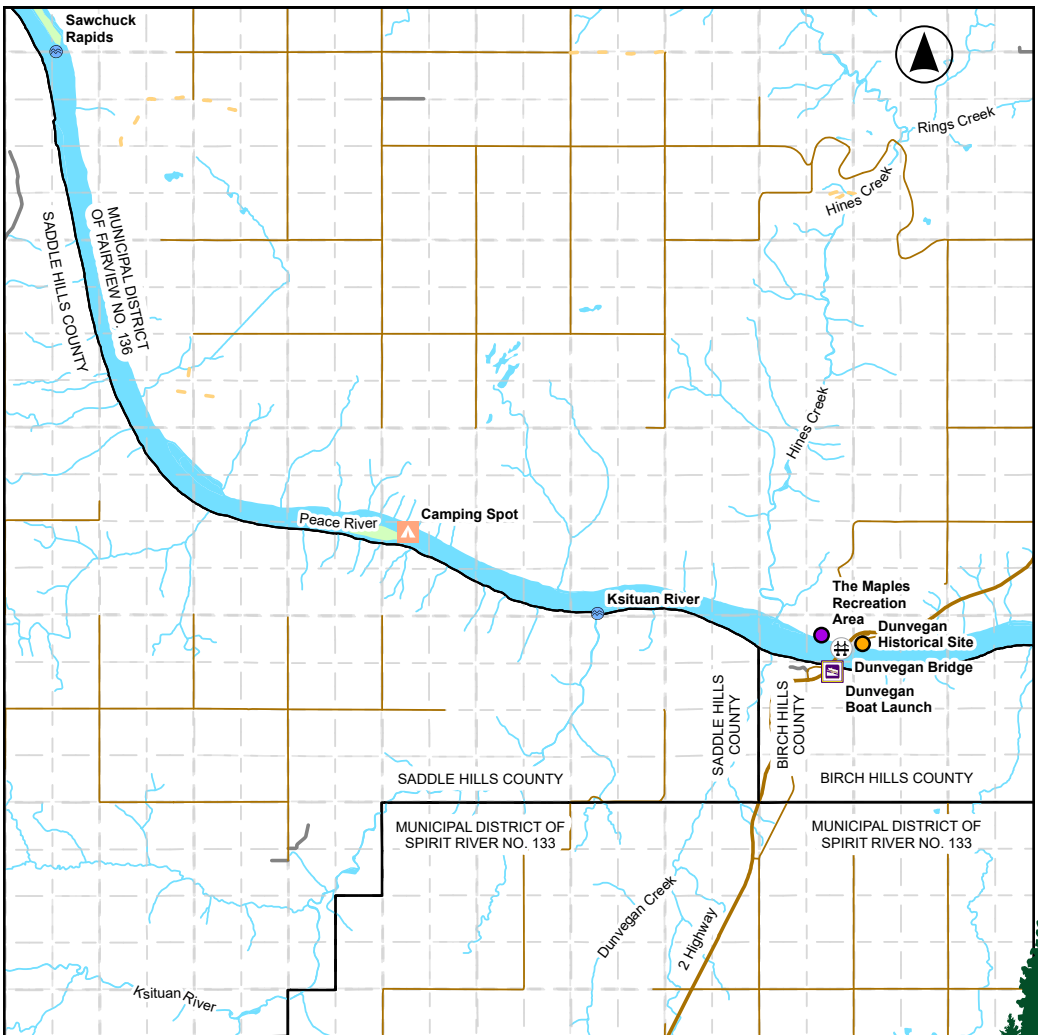 Sawchuck
Rapids
Rings Creek
Hines Creek
SADDLE HILLS COUNTY
MUNICIPAL DISTRICT
OF FAIRVIEW NO. 136
Hines Creek
Peace River
Camping Spot
Ksituan River
The Maples
Recreation
Area
Dunvegan
Historical Site
Dunvegan Bridge
Dunvegan
Boat Launch
SADDLE HILLS
COUNTY
BIRCH HILLS
COUNTY
SADDLE HILLS COUNTY
BIRCH HILLS COUNTY
MUNICIPAL DISTRICT OF
SPIRIT RIVER NO. 133
MUNICIPAL DISTRICT OF
SPIRIT RIVER NO. 133
Dunvegan Creek
2 Highway
Ksituan River